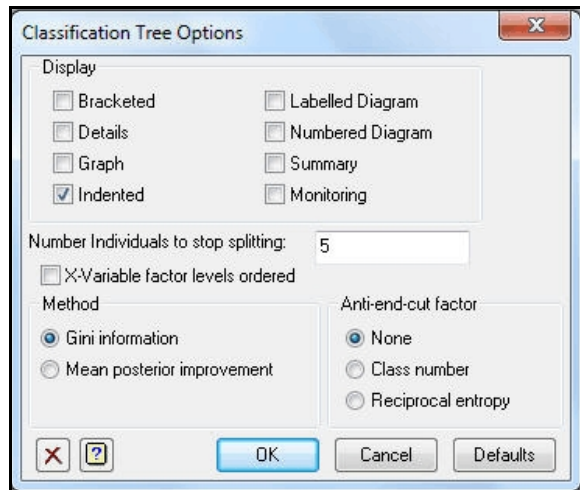 Classification Tree Options
Display
Bracketed
Labelled Diagram
Details
Numbered Diagram
Graph
Summary
Indented
Monitoring
Number Individuals to stop splitting: 5
X-Variable factor levels ordered
Method
Anti-end-cut factor
Gini information
None
Mean posterior improvement
Class number
Reciprocal entropy
? OK Cancel Defaults